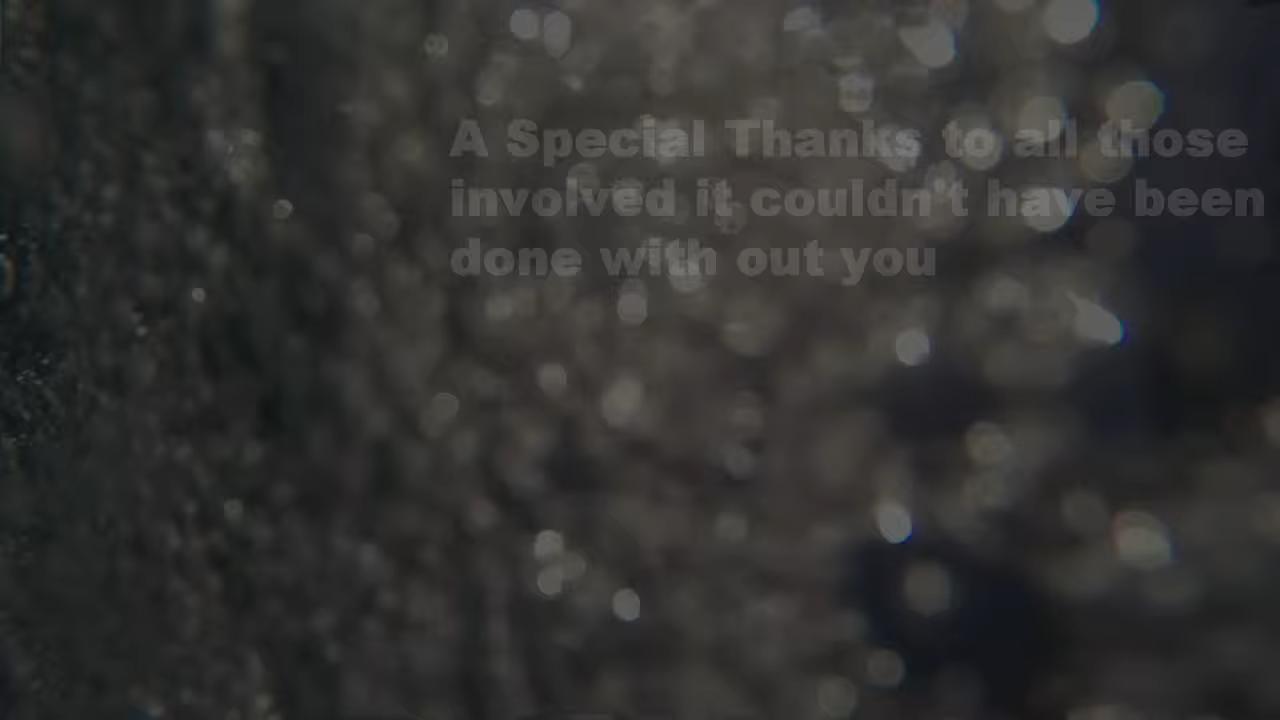 A Special Thanks to all those
involved it couldn't have been
done with out you